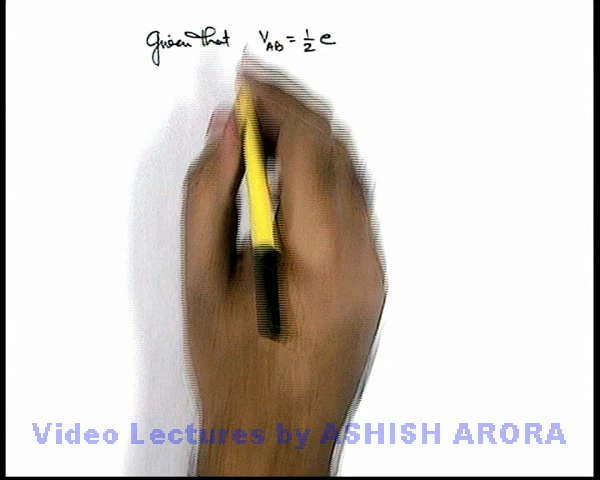 Given that V_AB = 1/2 e
Video Lectures by ASHISH ARORA